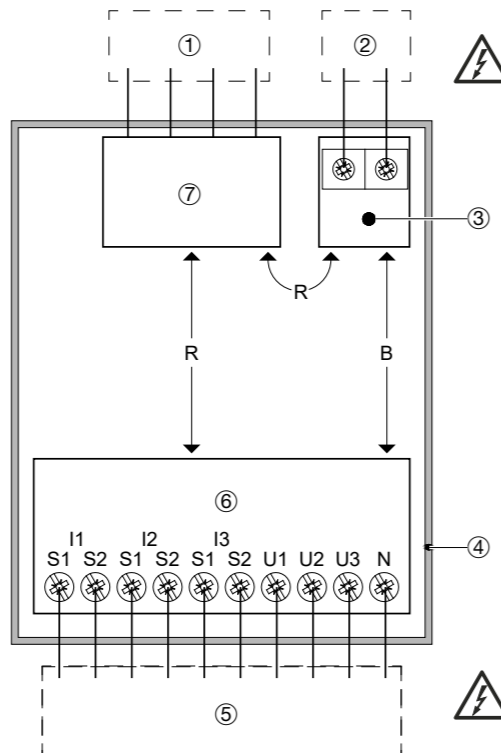 ① ②
⑦
③
R
R B
⑥
I1 I2 I3
④
S1 S2 S1 S2 S1 S2 U1 U2 U3 N
⑤